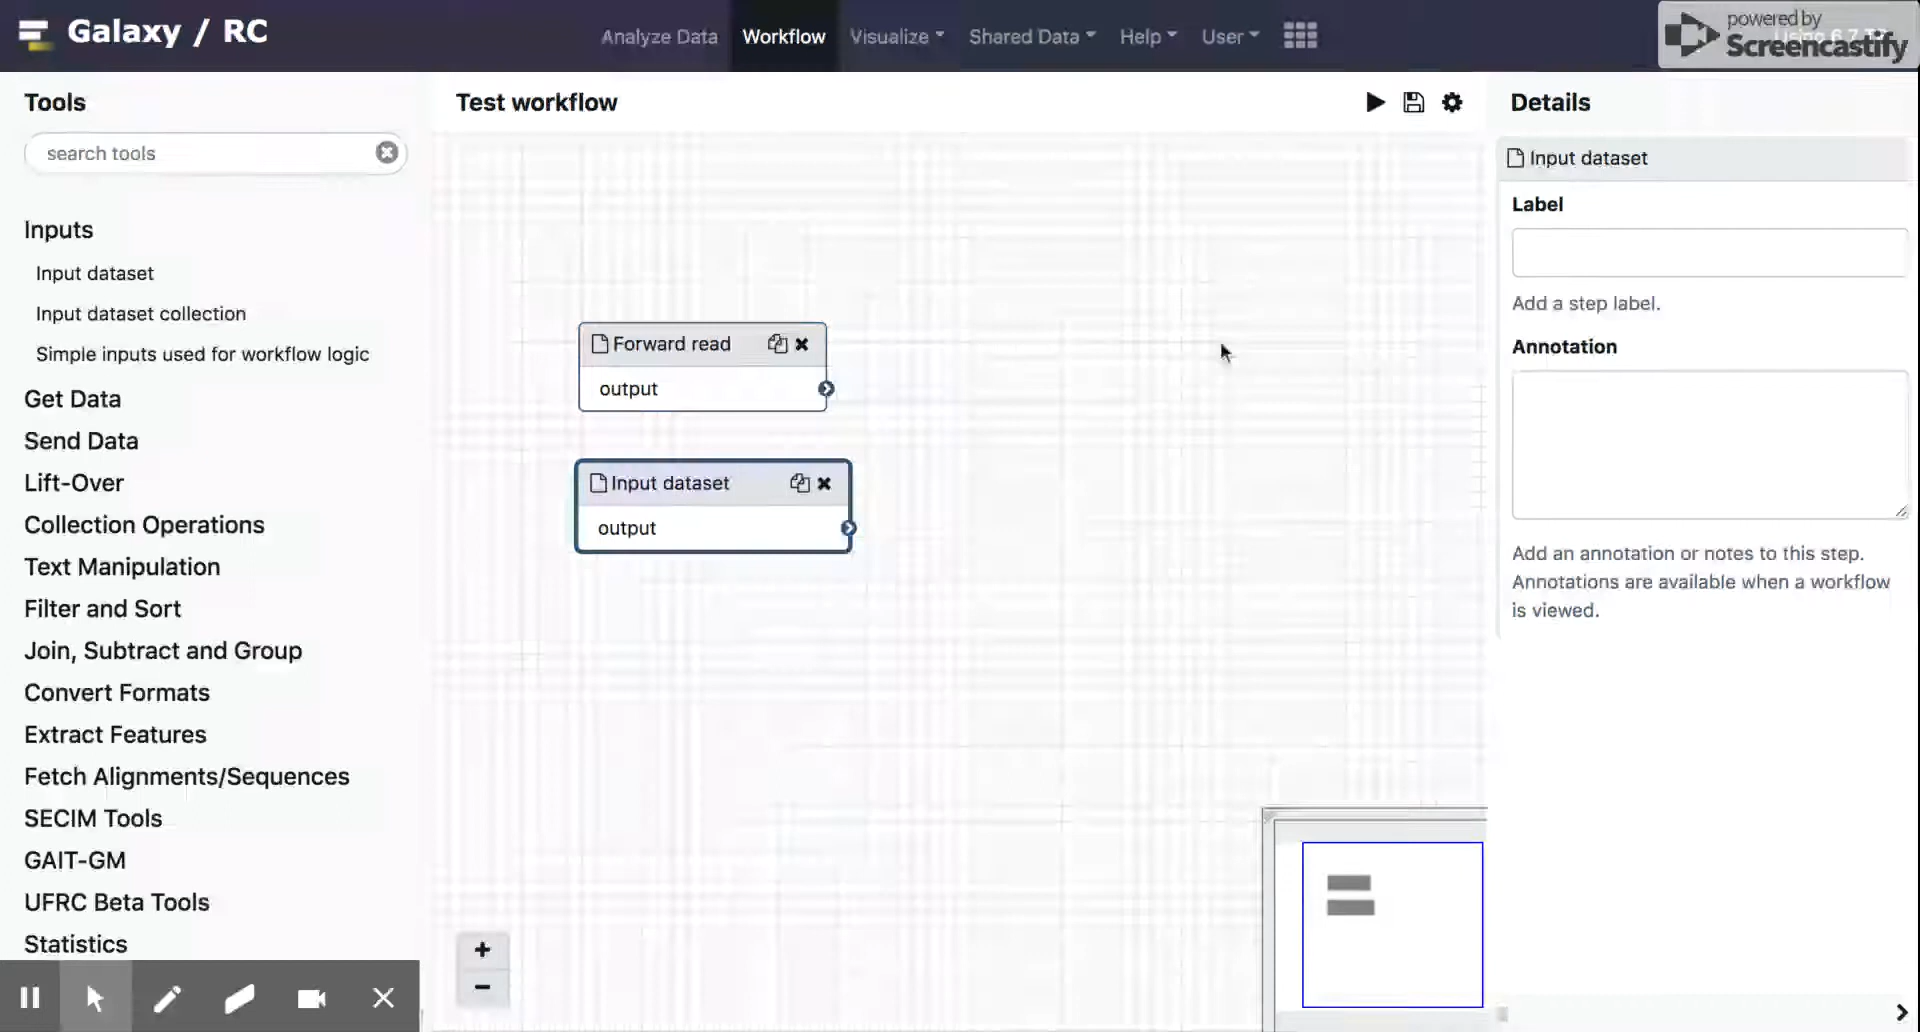 Galaxy / RC
Analyze Data
Workflow
Visualize
Shared Data
Help
User
powered by
Screencastify
Tools
search tools
Inputs
Input dataset
Input dataset collection
Simple inputs used for workflow logic
Get Data
Send Data
Lift-Over
Collection Operations
Text Manipulation
Filter and Sort
Join, Subtract and Group
Convert Formats
Extract Features
Fetch Alignments/Sequences
SECIM Tools
GAIT-GM
UFRC Beta Tools
Statistics
Test workflow
Forward read
output
Input dataset
output
+
−
Details
Input dataset
Label
Add a step label.
Annotation
Add an annotation or notes to this step.
Annotations are available when a workflow
is viewed.